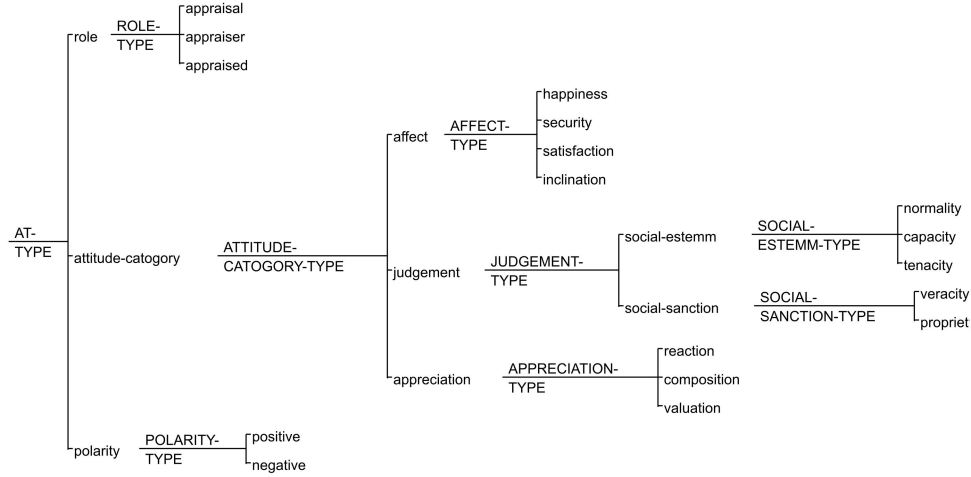 appraisal
role
ROLE-
TYPE
appraiser
appraised
happiness
affect
AFFECT-
TYPE
security
satisfaction
inclination
AT-
TYPE
attitude-catogory
ATTITUDE-
CATOGORY-TYPE
judgement
JUDGEMENT-
TYPE
social-estemm
SOCIAL-
ESTEMM-TYPE
normality
capacity
tenacity
social-sanction
SOCIAL-
SANCTION-TYPE
veracity
propriet
appreciation
APPRECIATION-
TYPE
reaction
composition
valuation
polarity
POLARITY-
TYPE
positive
negative